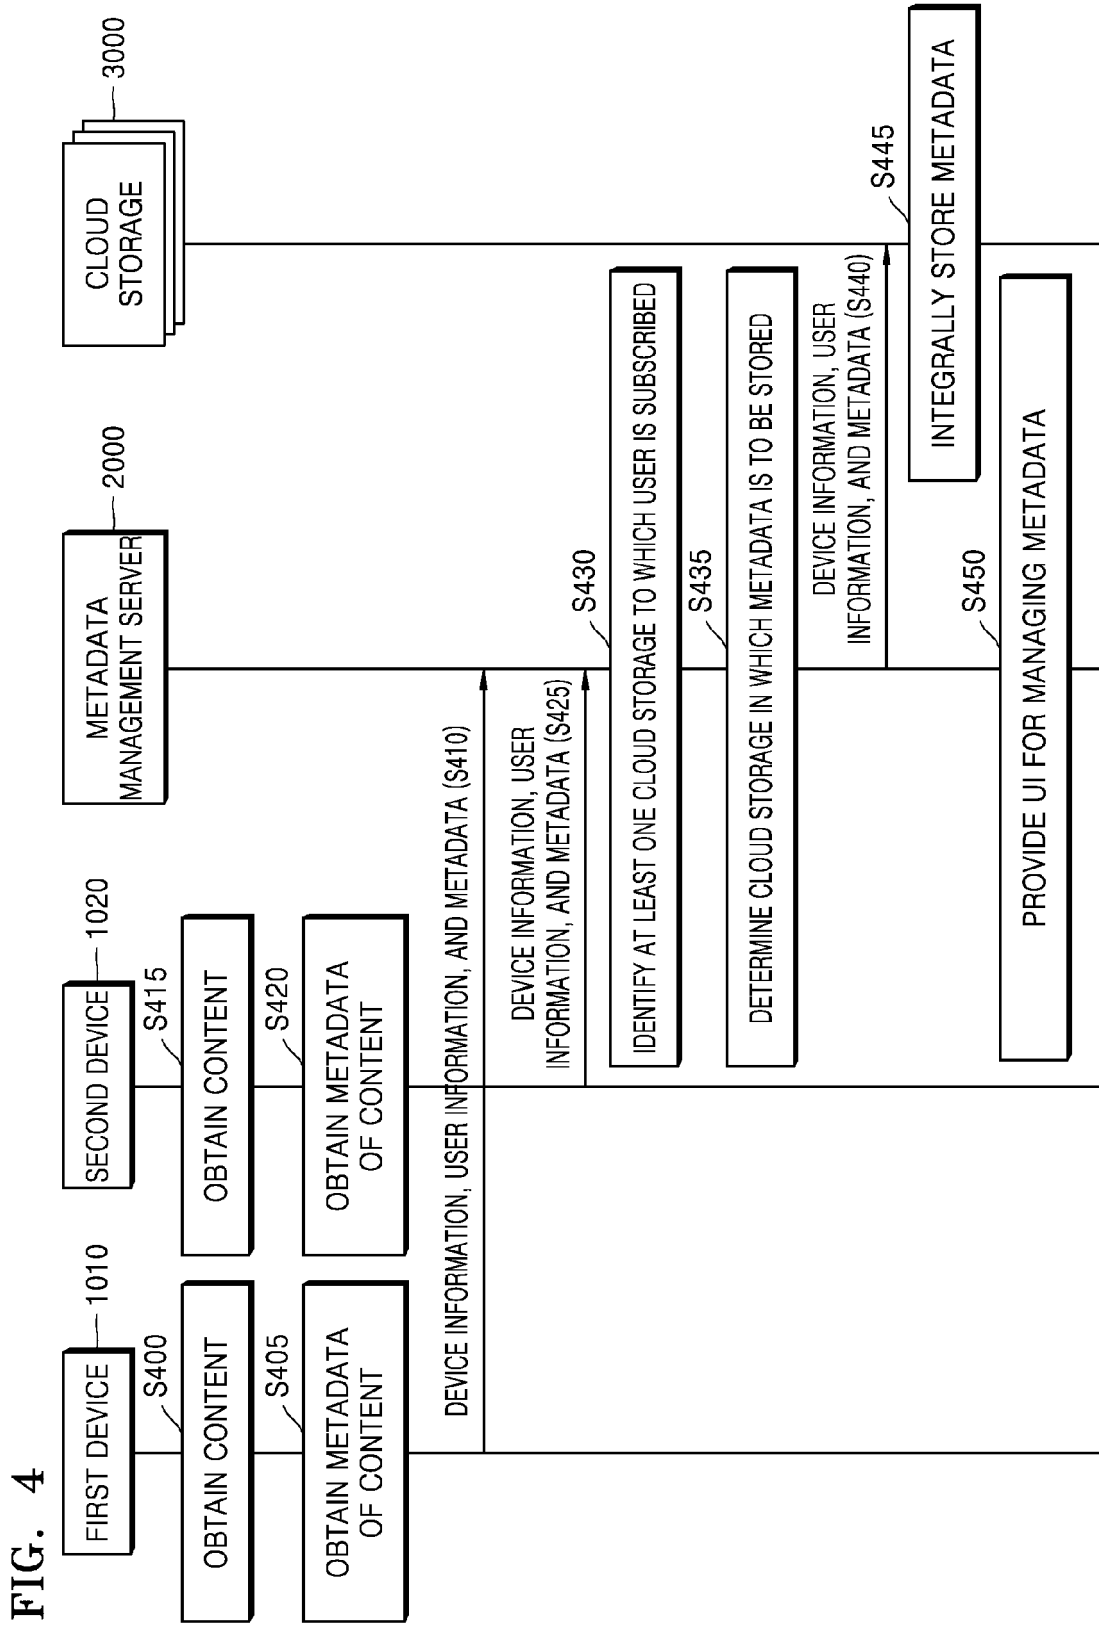 FIG. 4
FIRST DEVICE
1010
SECOND DEVICE
1020
METADATA
MANAGEMENT SERVER
2000
CLOUD
STORAGE
3000
S400
OBTAIN CONTENT
S415
OBTAIN CONTENT
S405
OBTAIN METADATA
OF CONTENT
S420
OBTAIN METADATA
OF CONTENT
DEVICE INFORMATION, USER INFORMATION, AND METADATA (S410)
DEVICE INFORMATION, USER
INFORMATION, AND METADATA (S425)
S430
IDENTIFY AT LEAST ONE CLOUD STORAGE TO WHICH USER IS SUBSCRIBED
S435
DETERMINE CLOUD STORAGE IN WHICH METADATA IS TO BE STORED
DEVICE INFORMATION, USER
INFORMATION, AND METADATA (S440)
S445
INTEGRALLY STORE METADATA
S450
PROVIDE UI FOR MANAGING METADATA